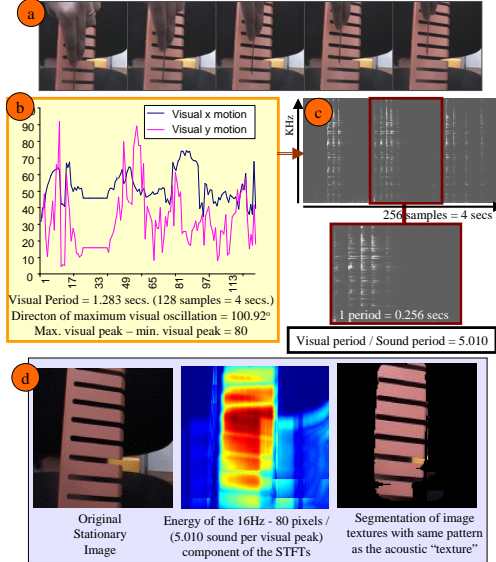 a
b
Visual x motion
Visual y motion
90
80
70
60
50
40
30
20
10
0
1
17
33
49
65
81
97
113
Visual Period = 1.283 secs. (128 samples = 4 secs.)
Directon of maximum visual oscillation = 100.92º
Max. visual peak – min. visual peak = 80
c
KHz
256 samples = 4 secs
1 period = 0.256 secs
Visual period / Sound period = 5.010
d
Original
Stationary
Image
Energy of the 16Hz - 80 pixels /
(5.010 sound per visual peak)
component of the STFTs
Segmentation of image
textures with same pattern
as the acoustic “texture”